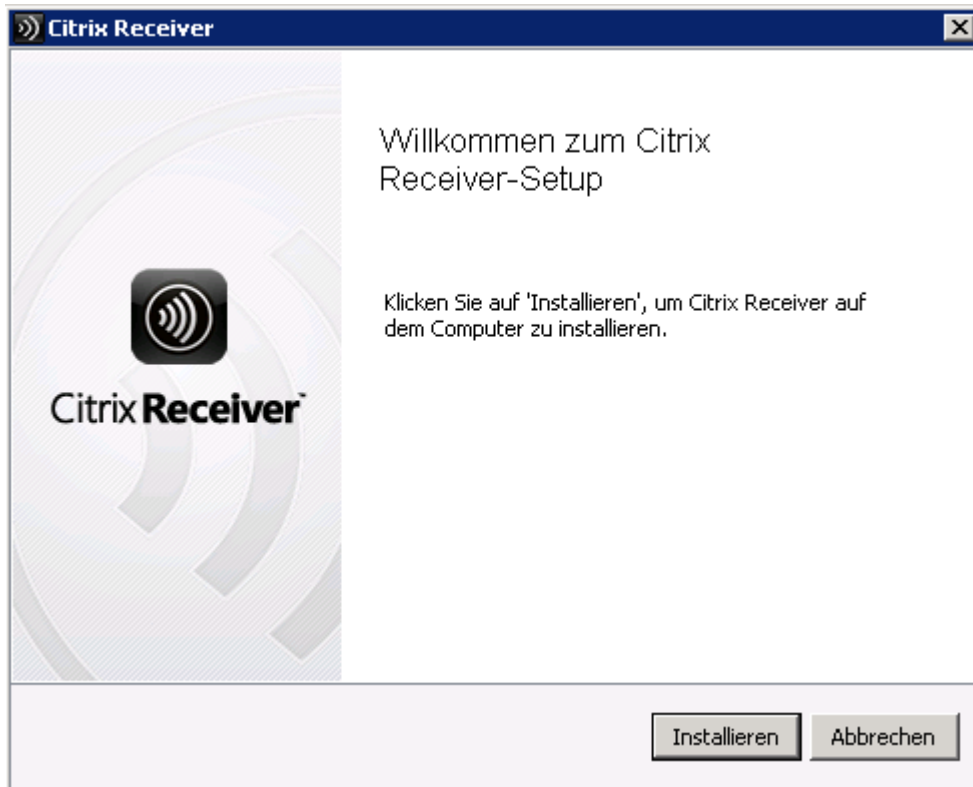 Citrix Receiver
Willkommen zum Citrix
Receiver-Setup
Klicken Sie auf 'Installieren', um Citrix Receiver auf
dem Computer zu installieren.
Citrix Receiver™
Installieren
Abbrechen